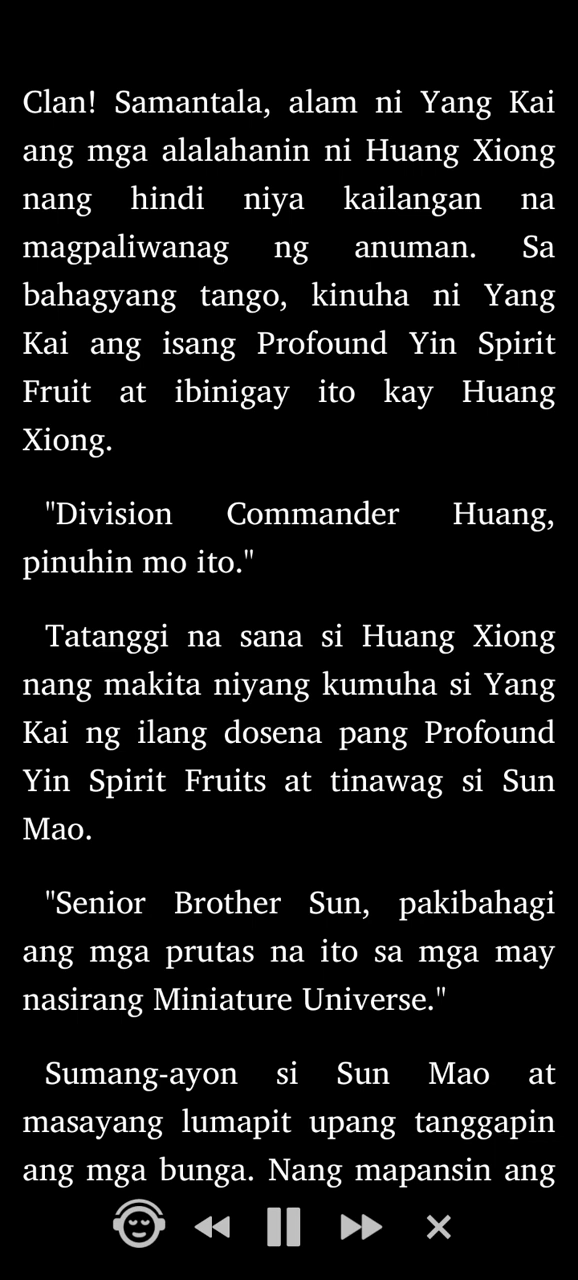 Clan! Samantala, alam ni Yang Kai
ang mga alalahanin ni Huang Xiong
nang hindi niya kailangan na
magpaliwanag ng anuman. Sa
bahagyang tango, kinuha ni Yang
Kai ang isang Profound Yin Spirit
Fruit at ibinigay ito kay Huang
Xiong.
"Division Commander Huang,
pinuhin mo ito."
Tatanggi na sana si Huang Xiong
nang makita niyang kumuha si Yang
Kai ng ilang dosena pang Profound
Yin Spirit Fruits at tinawag si Sun
Mao.
"Senior Brother Sun, pakibahagi
ang mga prutas na ito sa mga may
nasirang Miniature Universe."
Sumang-ayon si Sun Mao at
masayang lumapit upang tanggapin
ang mga bunga. Nang mapansin ang